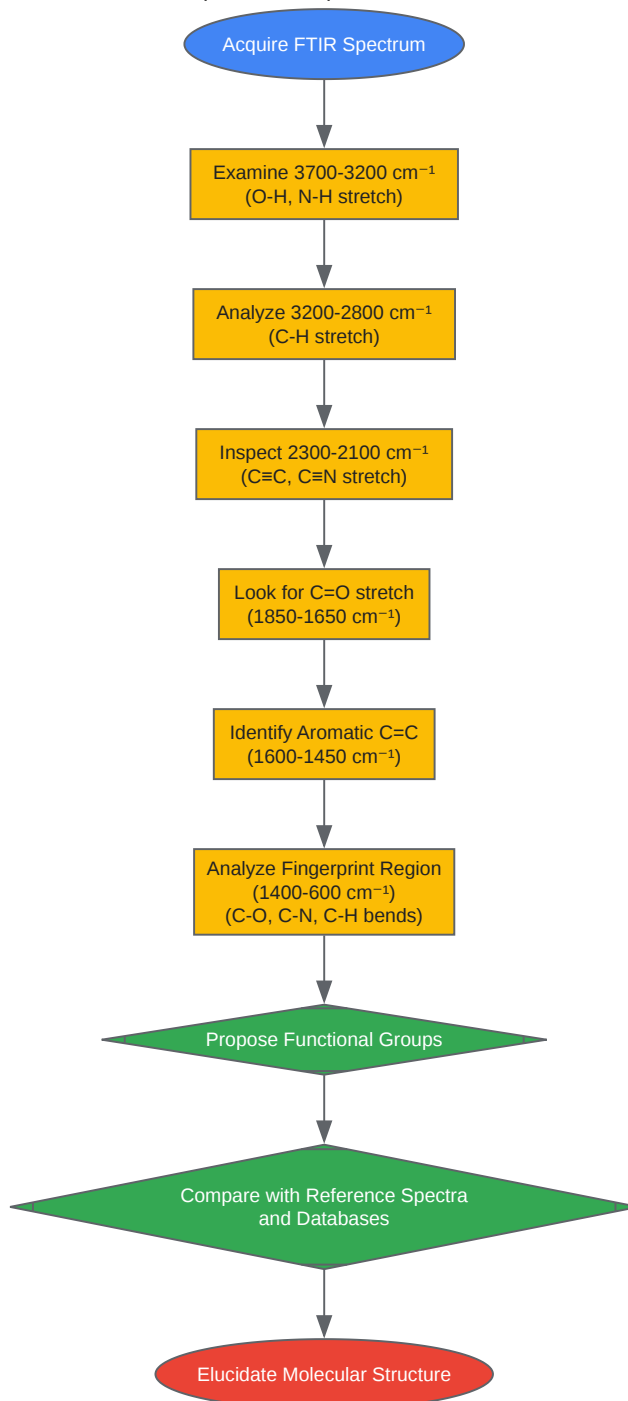 Acquire FTIR Spectrum
Examine 3700-3200 cm⁻¹
(O-H, N-H stretch)
Analyze 3200-2800 cm⁻¹
(C-H stretch)
Inspect 2300-2100 cm⁻¹
(C≡C, C≡N stretch)
Look for C=O stretch
(1850-1650 cm⁻¹)
Identify Aromatic C=C
(1600-1450 cm⁻¹)
Analyze Fingerprint Region
(1400-600 cm⁻¹)
(C-O, C-N, C-H bends)
Propose Functional Groups
Compare with Reference Spectra
and Databases
Elucidate Molecular Structure